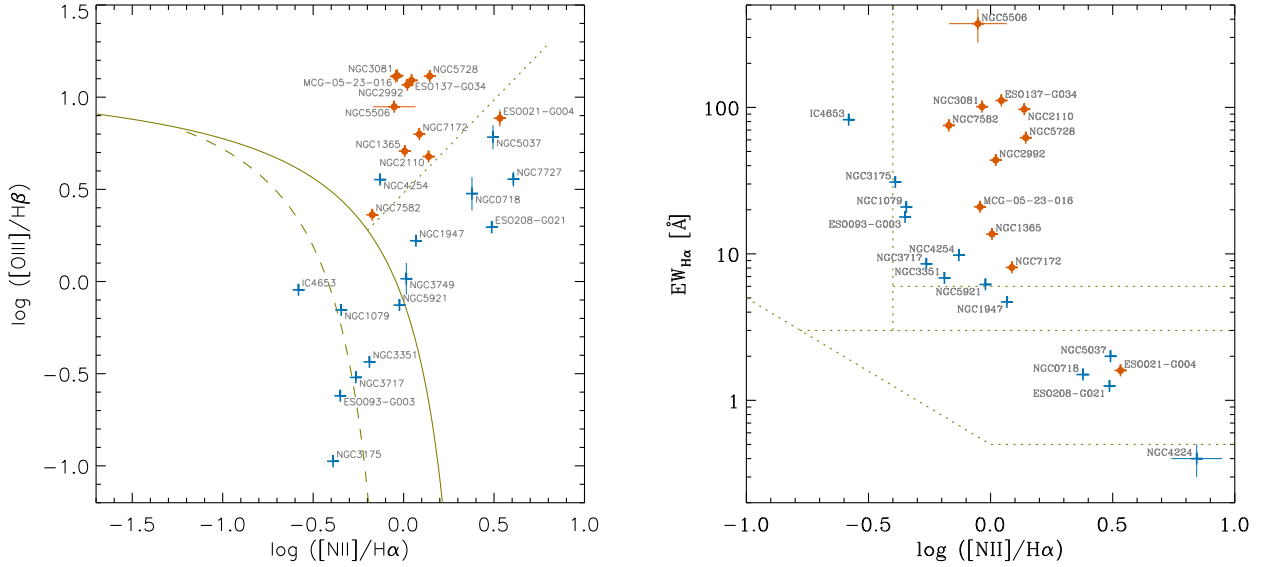 1.5
1.0
0.5
0.0
−0.5
−1.0
log ([OIII]/Hβ)
NGC3081
NGC5728
MCG-05-23-016
ESO137-G034
NGC2992
NGC5506
ESO021-G004
NGC7172
NGC5037
NGC1365
NGC2110
NGC4254
NGC7727
NGC0718
NGC7582
ESO208-G021
NGC1947
IC4653
NGC3749
NGC5921
NGC1079
NGC3351
NGC3717
ESO093-G003
NGC3175
−1.5
−1.0
−0.5
0.0
0.5
1.0
log ([NII]/Hα)
100
10
1
EWHα [Å]
NGC5506
ESO137-G034
NGC3081
IC4653
NGC2110
NGC7582
NGC5728
NGC2992
NGC3175
NGC1079
MCG-05-23-016
ESO093-G003
NGC1365
NGC4254
NGC3717
NGC7172
NGC3351
NGC5921
NGC1947
NGC5037
ESO021-G004
NGC0718
ESO208-G021
NGC4224
−1.0
−0.5
0.0
0.5
1.0
log ([NII]/Hα)